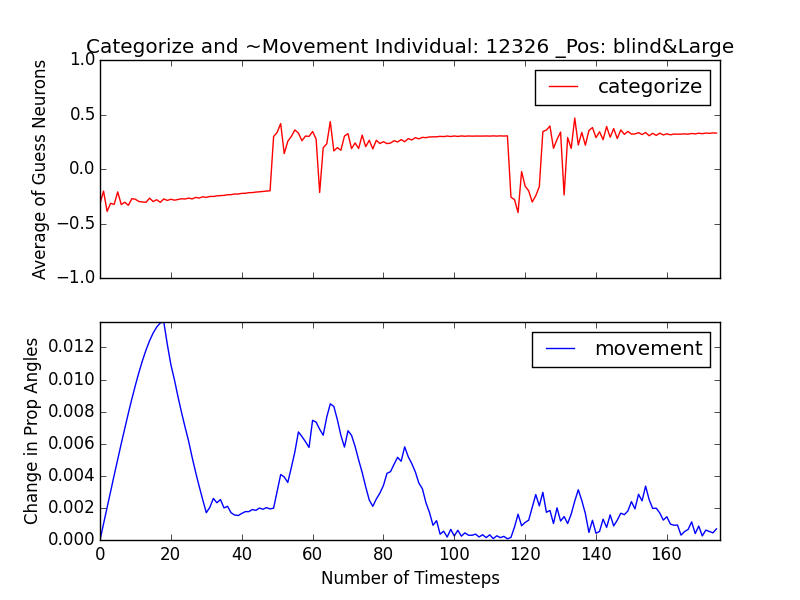 Categorize and ~Movement Individual: 12326 _Pos: blind&Large
1.0
categorize
0.5
0.0
−0.5
−1.0
Average of Guess Neurons
movement
0.012
0.010
0.008
0.006
0.004
0.002
0.000
Change in Prop Angles
0 20 40 60 80 100 120 140 160
Number of Timesteps